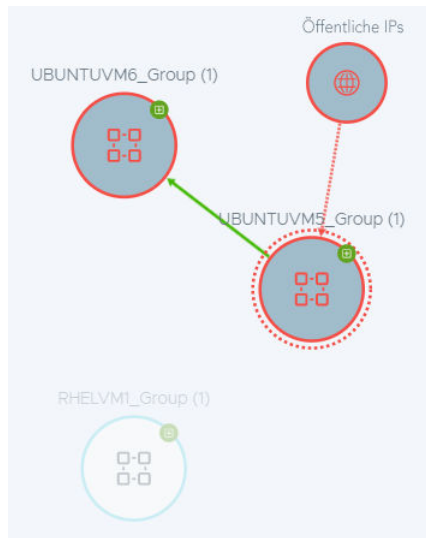 Öffentliche IPs
UBUNTUVM6_Group (1)
UBUNTUVM5_Group (1)
RHELVM1_Group (1)